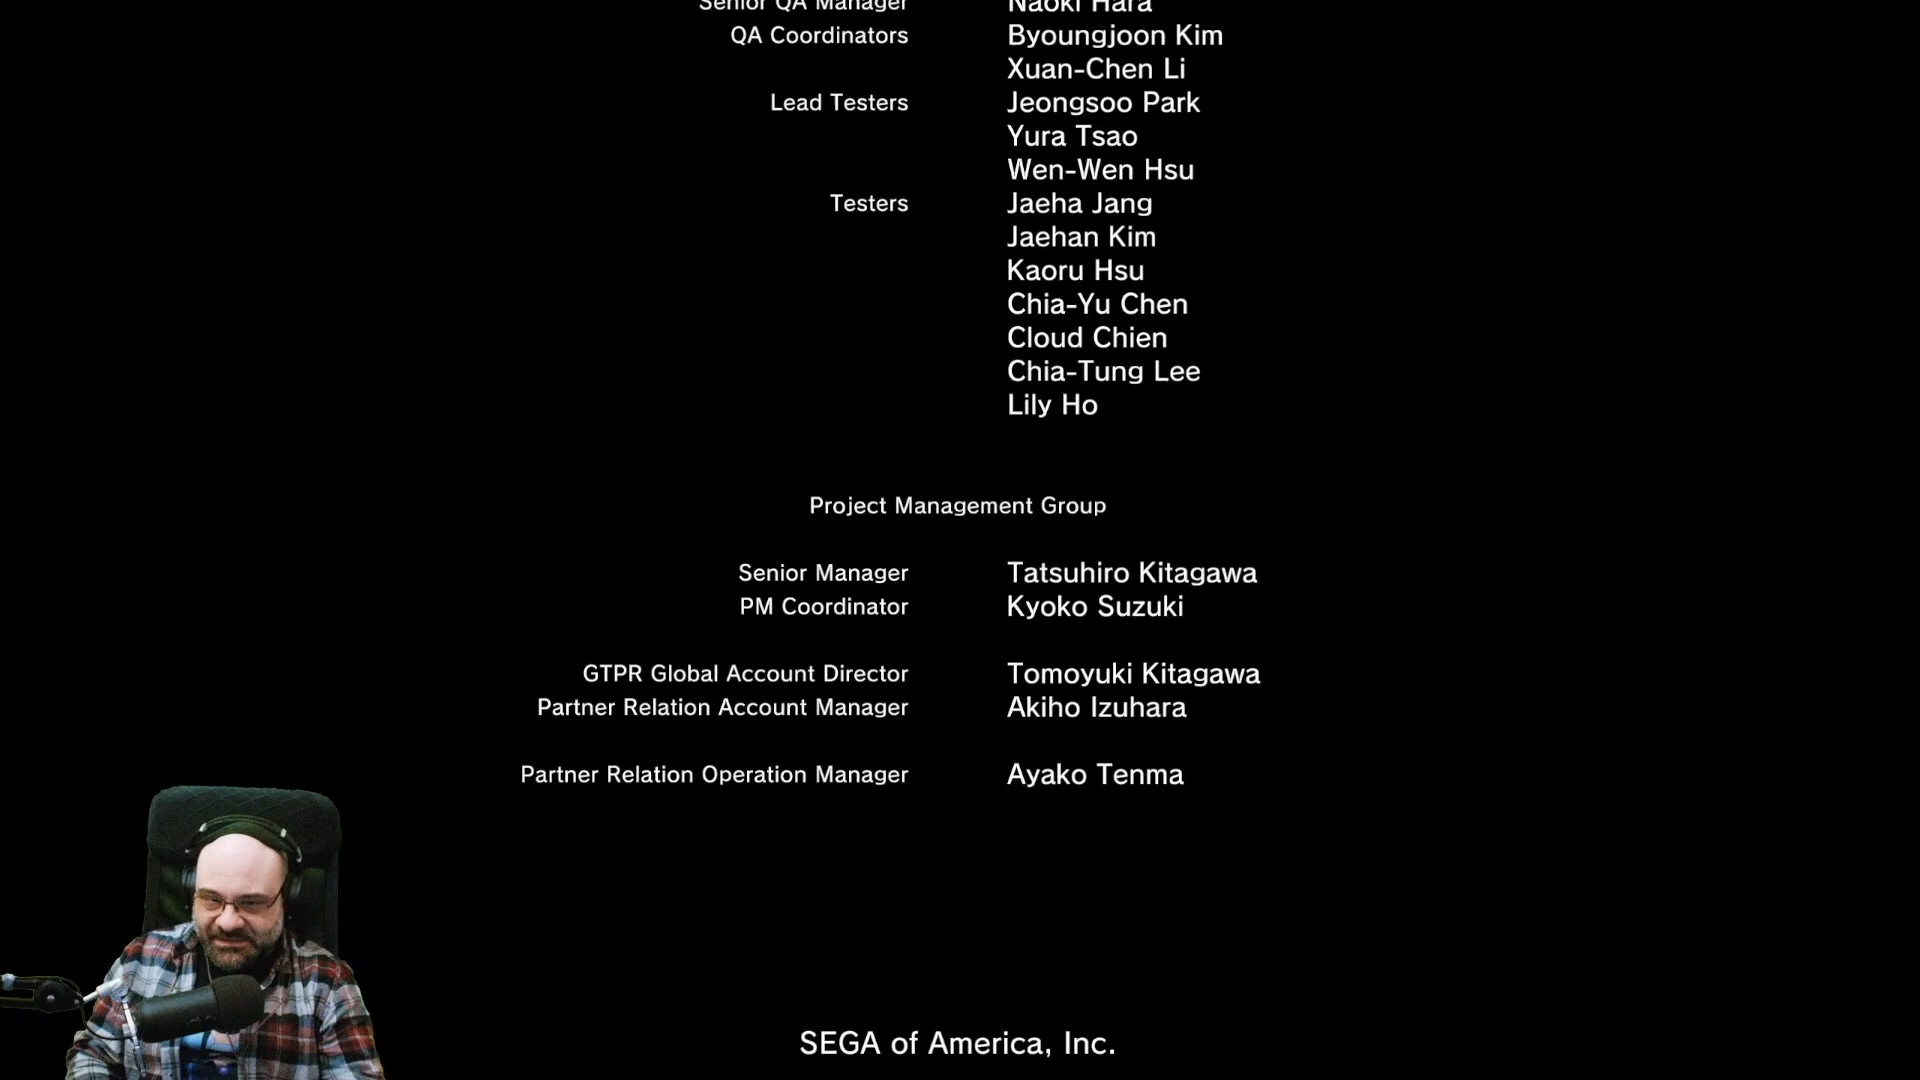 Senior QA Manager Naoki Hara
QA Coordinators Byoungjoon Kim
Xuan-Chen Li
Lead Testers Jeongsoo Park
Yura Tsao
Wen-Wen Hsu
Testers Jaeha Jang
Jaehan Kim
Kaoru Hsu
Chia-Yu Chen
Cloud Chien
Chia-Tung Lee
Lily Ho
Project Management Group
Senior Manager Tatsuhiro Kitagawa
PM Coordinator Kyoko Suzuki
GTPR Global Account Director Tomoyuki Kitagawa
Partner Relation Account Manager Akiho Izuhara
Partner Relation Operation Manager Ayako Tenma
SEGA of America, Inc.